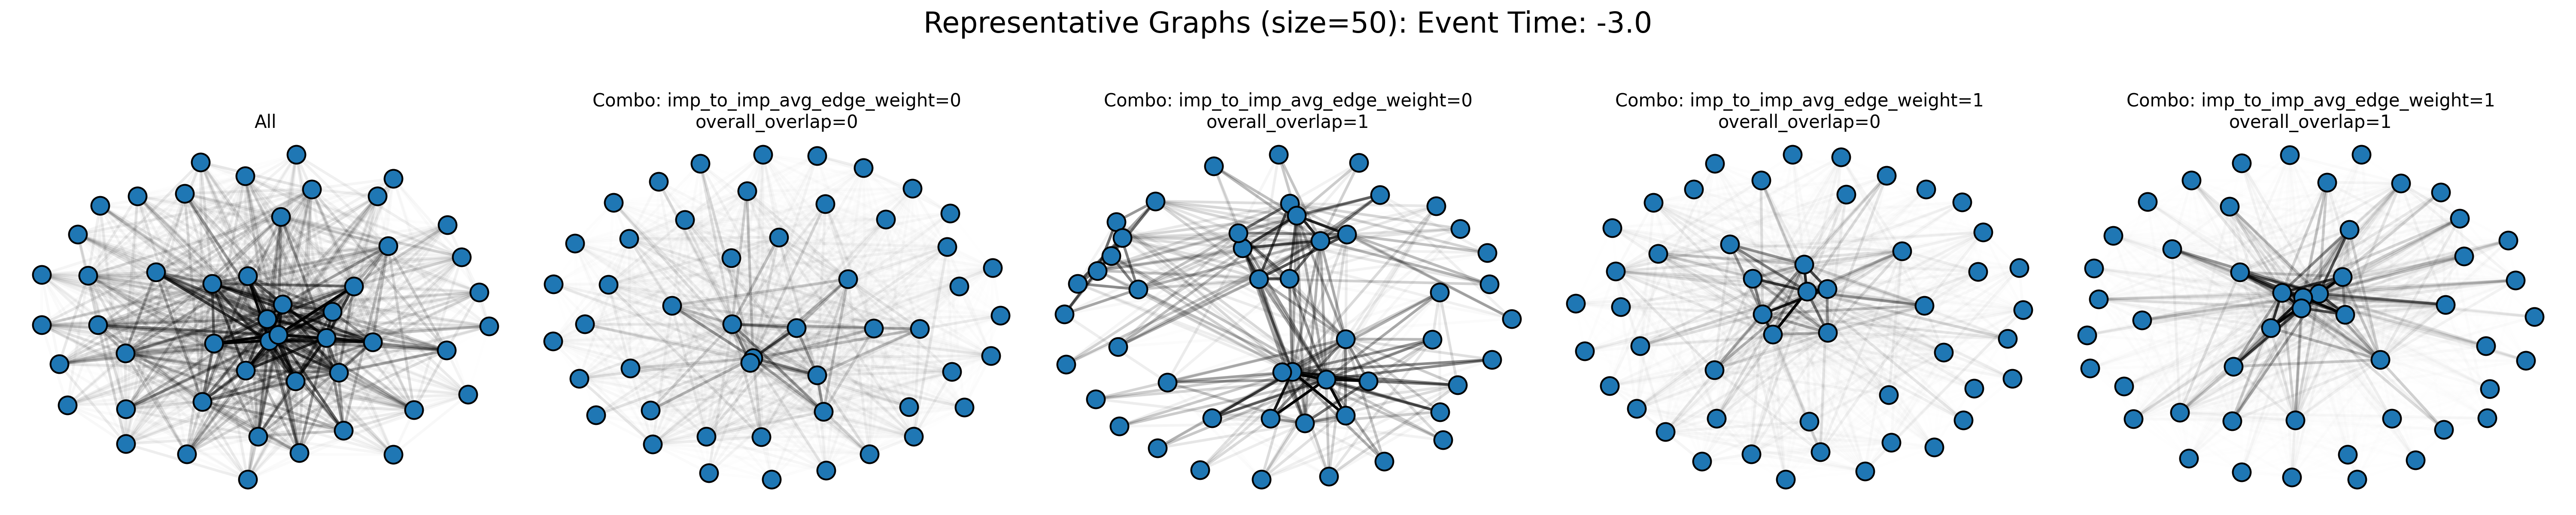 Representative Graphs (size=50): Event Time: -3.0
All
Combo: imp_to_imp_avg_edge_weight=0
overall_overlap=0
Combo: imp_to_imp_avg_edge_weight=0
overall_overlap=1
Combo: imp_to_imp_avg_edge_weight=1
overall_overlap=0
Combo: imp_to_imp_avg_edge_weight=1
overall_overlap=1